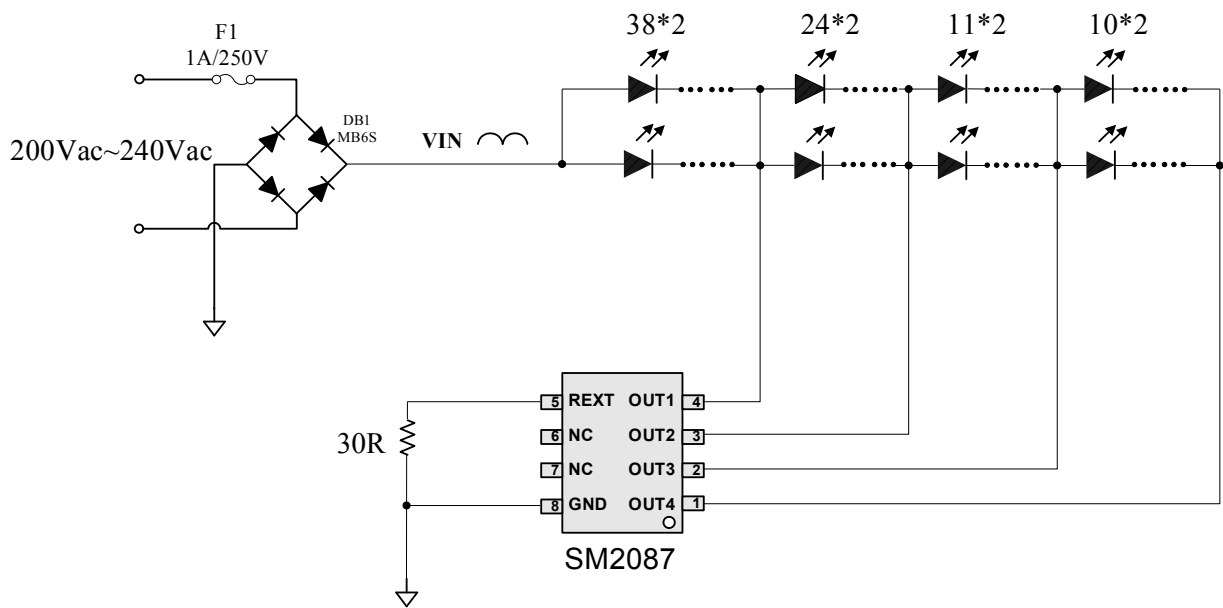 F1
1A/250V
38*2
24*2
11*2
10*2
DB1
MB6S
VIN
200Vac~240Vac
5 REXT OUT1 4
6 NC OUT2 3
7 NC OUT3 2
8 GND OUT4 1
30R
SM2087